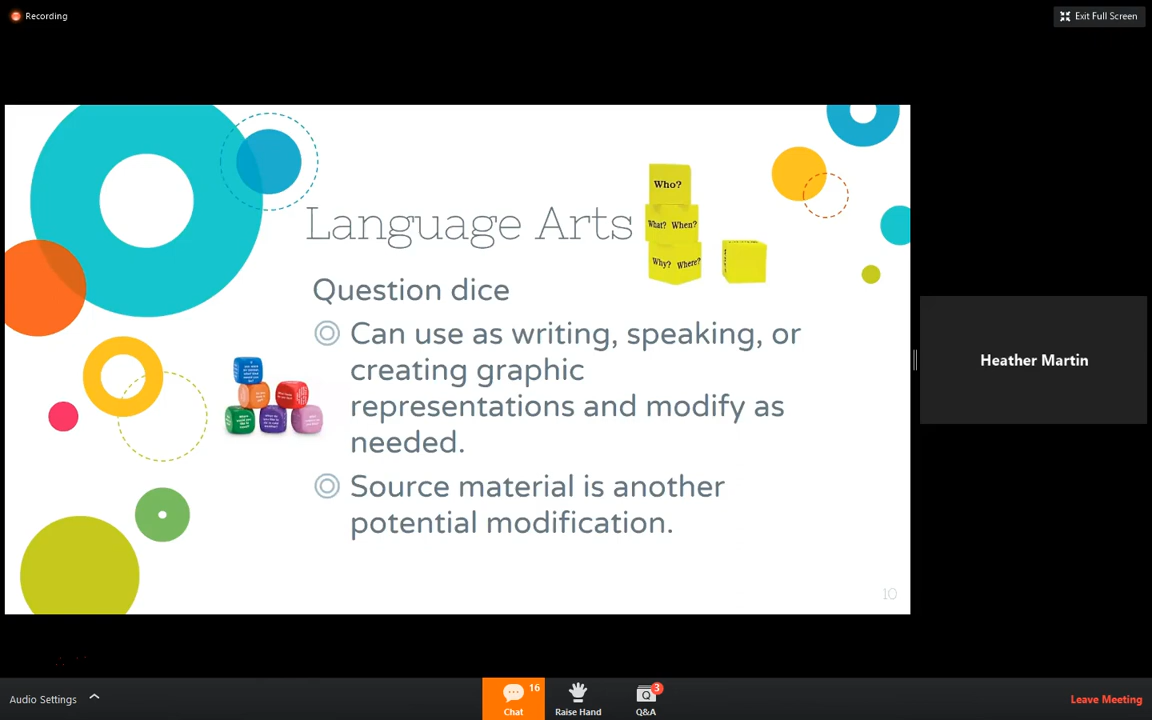 Recording
Exit Full Screen
Who?
Language Arts
What? When?
Why? Where?
Question dice
Can use as writing, speaking, or
creating graphic
representations and modify as
needed.
Source material is another
potential modification.
10
Heather Martin
Audio Settings
16
Chat
Raise Hand
3
Q&A
Leave Meeting